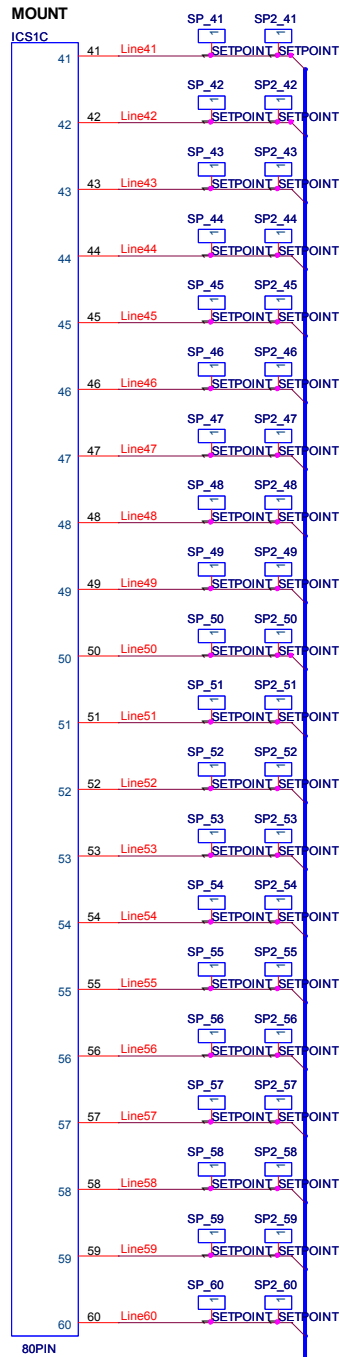 MOUNT
ICS1C
SP_41 SP2_41
41 41 Line41 SETPOINT SETPOINT
SP_42 SP2_42
42 42 Line42 SETPOINT SETPOINT
SP_43 SP2_43
43 43 Line43 SETPOINT SETPOINT
SP_44 SP2_44
44 44 Line44 SETPOINT SETPOINT
SP_45 SP2_45
45 45 Line45 SETPOINT SETPOINT
SP_46 SP2_46
46 46 Line46 SETPOINT SETPOINT
SP_47 SP2_47
47 47 Line47 SETPOINT SETPOINT
SP_48 SP2_48
48 48 Line48 SETPOINT SETPOINT
SP_49 SP2_49
49 49 Line49 SETPOINT SETPOINT
SP_50 SP2_50
50 50 Line50 SETPOINT SETPOINT
SP_51 SP2_51
51 51 Line51 SETPOINT SETPOINT
SP_52 SP2_52
52 52 Line52 SETPOINT SETPOINT
SP_53 SP2_53
53 53 Line53 SETPOINT SETPOINT
SP_54 SP2_54
54 54 Line54 SETPOINT SETPOINT
SP_55 SP2_55
55 55 Line55 SETPOINT SETPOINT
SP_56 SP2_56
56 56 Line56 SETPOINT SETPOINT
SP_57 SP2_57
57 57 Line57 SETPOINT SETPOINT
SP_58 SP2_58
58 58 Line58 SETPOINT SETPOINT
SP_59 SP2_59
59 59 Line59 SETPOINT SETPOINT
SP_60 SP2_60
60 60 Line60 SETPOINT SETPOINT
80PIN